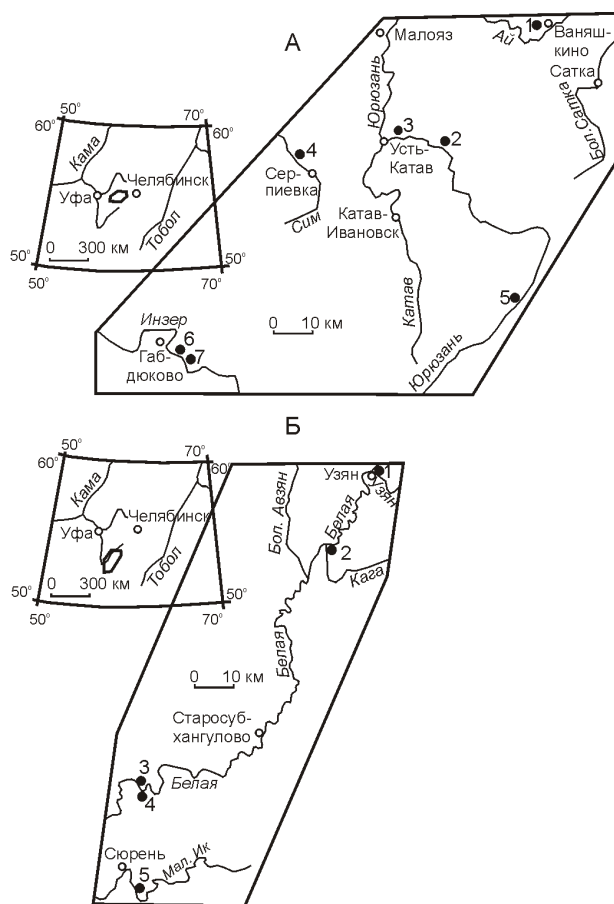 А
Малояз
1
Ай
Ваняш-
кино
Сатка
Бол. Сатка
Юрюзань
3
2
Усть-
Катав
4
Сер-
пиевка
Сим
Катав-
Ивановск
Катав
5
Юрюзань
0 10 км
Инзер
Габ-
дюково
6
7
50°
60°
70°
60°
Кама
Уфа
Челябинск
Тобол
0 300 км
50°
50°
50°
70°
Б
Узян
1
Узян
Бол. Авзян
Белая
2
Кага
Белая
0 10 км
Старосуб-
хангулово
3
4
Белая
Сюрень
Мал. Ик
5
50°
60°
70°
60°
Кама
Уфа
Челябинск
Тобол
0 300 км
50°
50°
50°
70°